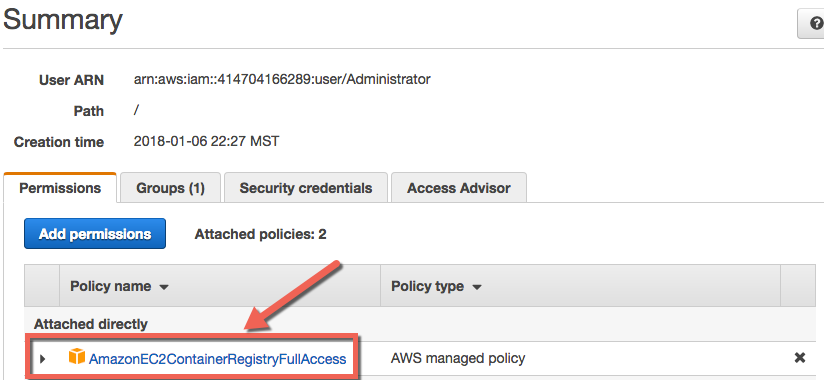 Summary
?
User ARN arn:aws:iam::414704166289:user/Administrator
Path /
Creation time 2018-01-06 22:27 MST
Permissions Groups (1) Security credentials Access Advisor
Add permissions Attached policies: 2
Policy name Policy type
Attached directly
AmazonEC2ContainerRegistryFullAccess AWS managed policy